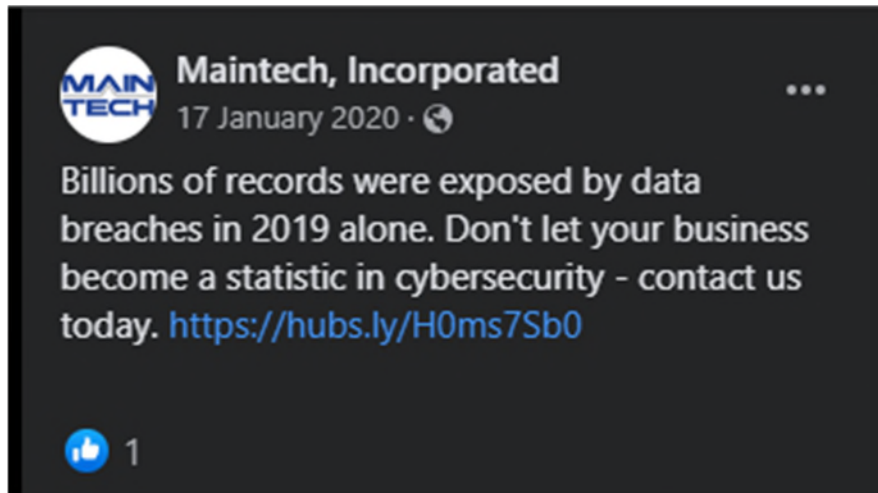 MAIN
TECH
Maintech, Incorporated
17 January 2020 ·
Billions of records were exposed by data
breaches in 2019 alone. Don't let your business
become a statistic in cybersecurity - contact us
today. https://hubs.ly/H0ms7Sb0
1